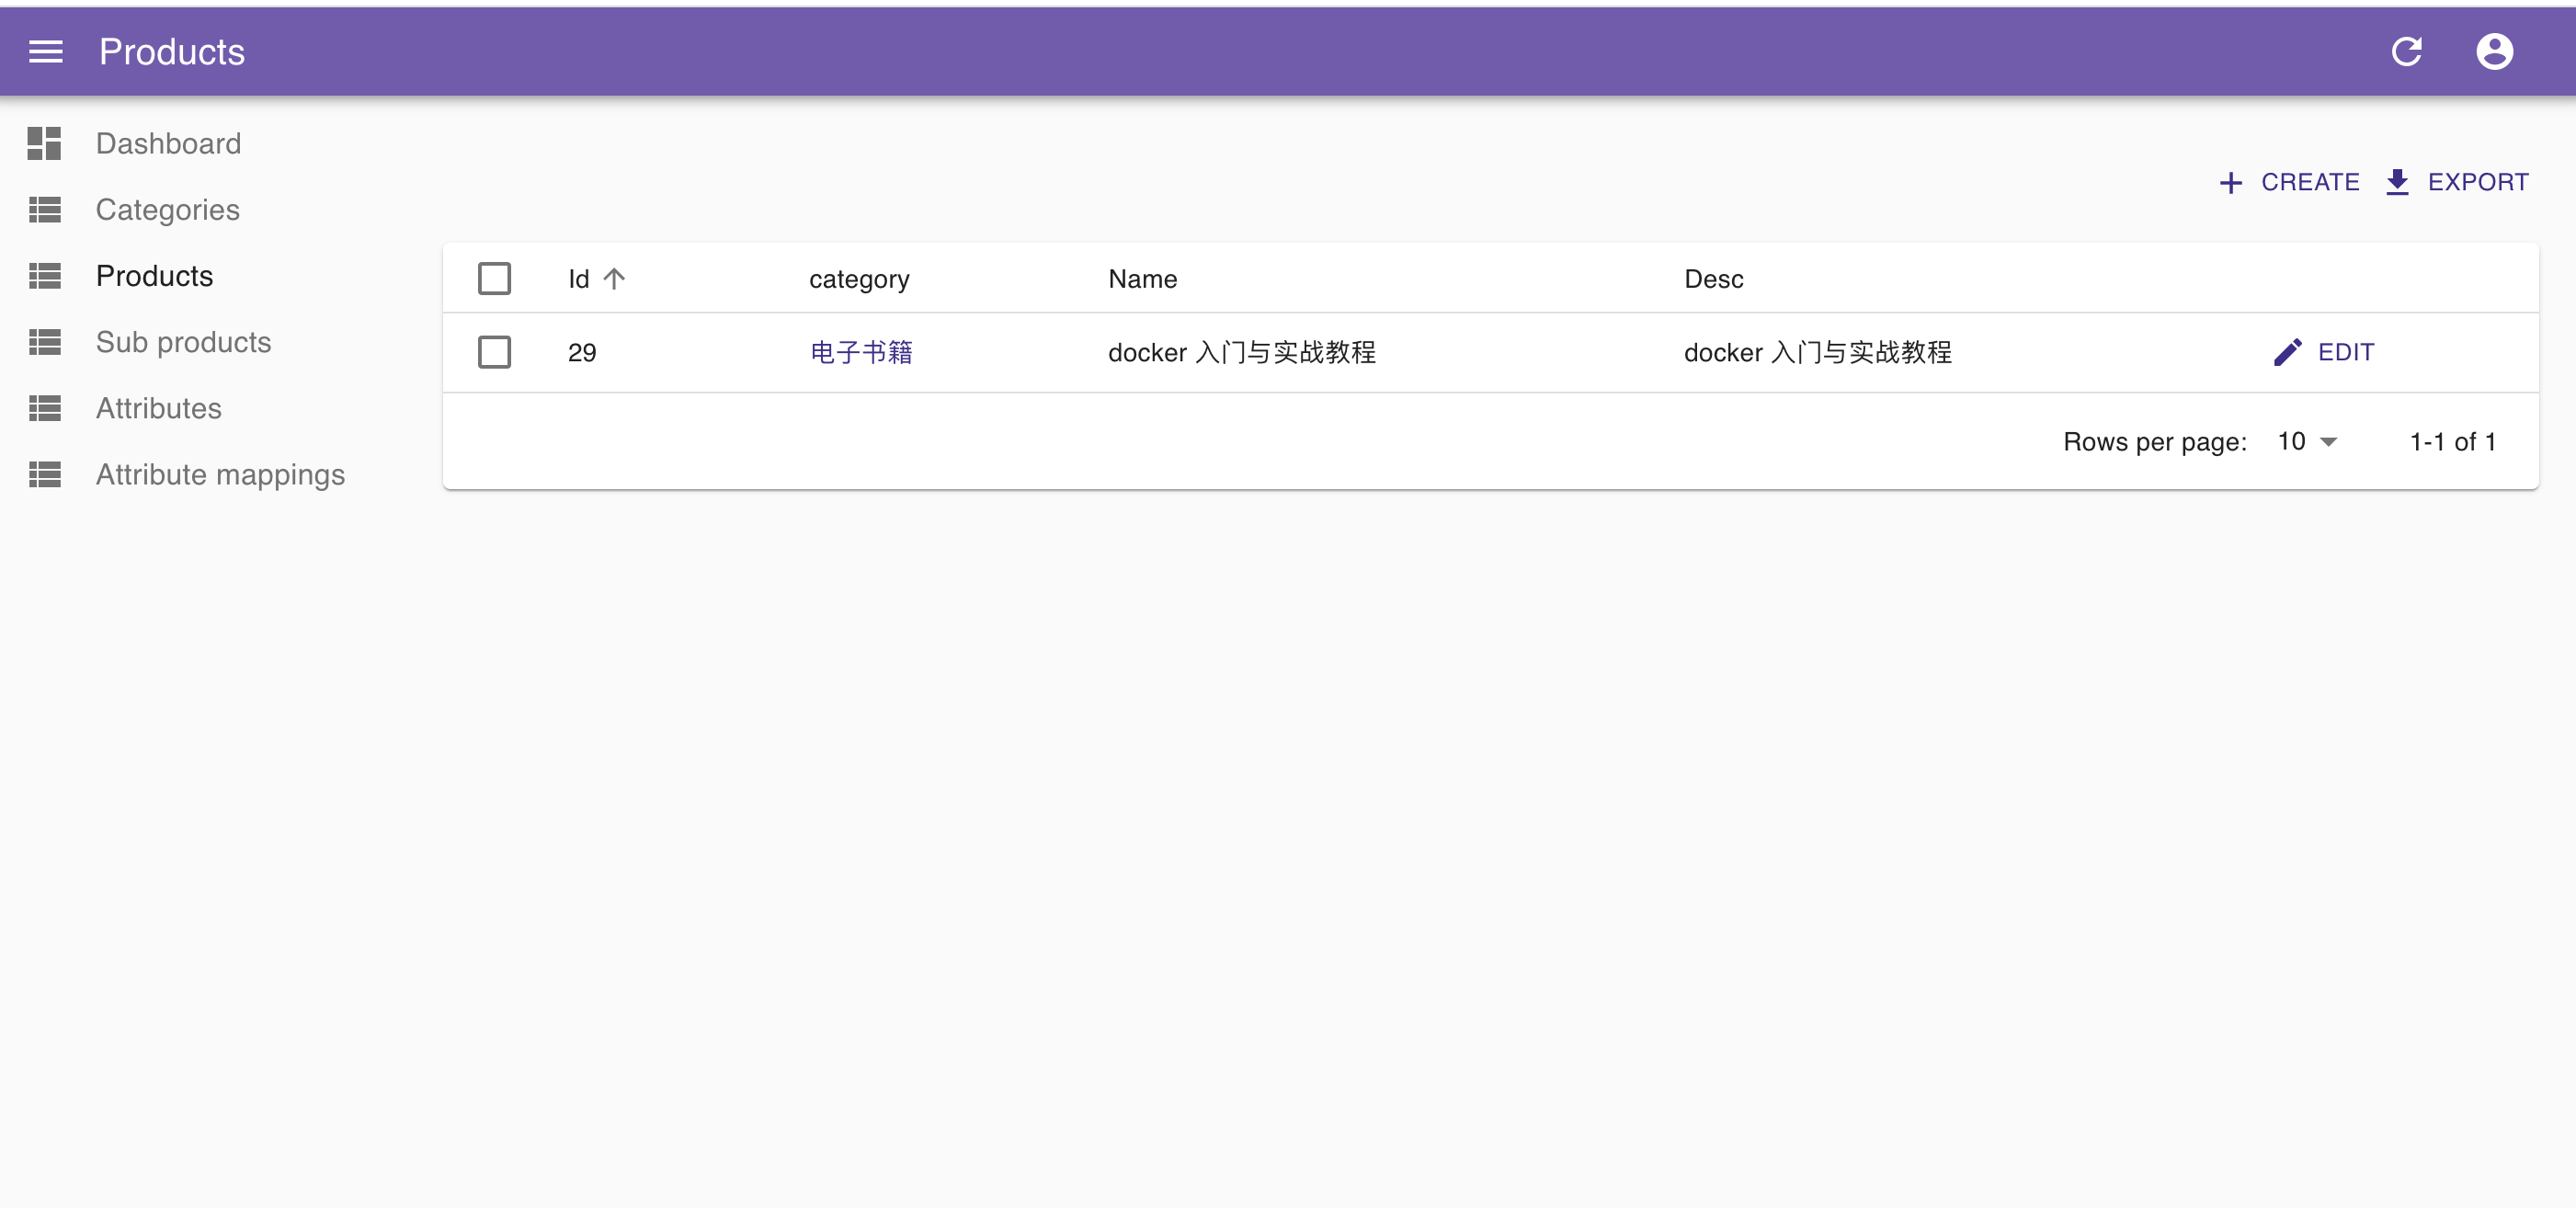 Products
Dashboard
Categories
Products
Sub products
Attributes
Attribute mappings
CREATE EXPORT
Id category Name Desc
29 电子书籍 docker 入门与实战教程 docker 入门与实战教程 EDIT
Rows per page: 10 1-1 of 1